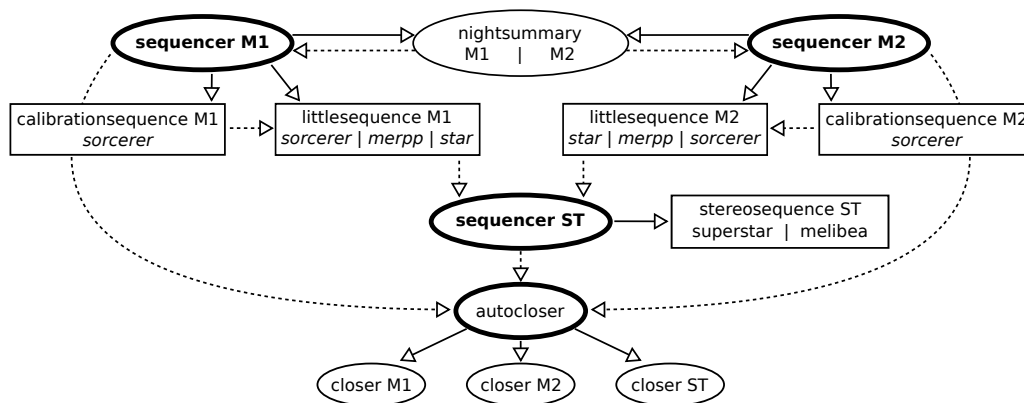 sequencer M1
nightsummary
M1 | M2
sequencer M2
calibrationsequence M1
sorcerer
littlesequence M1
sorcerer | merpp | star
littlesequence M2
star | merpp | sorcerer
calibrationsequence M2
sorcerer
sequencer ST
stereosequence ST
superstar | melibea
autocloser
closer M1
closer M2
closer ST